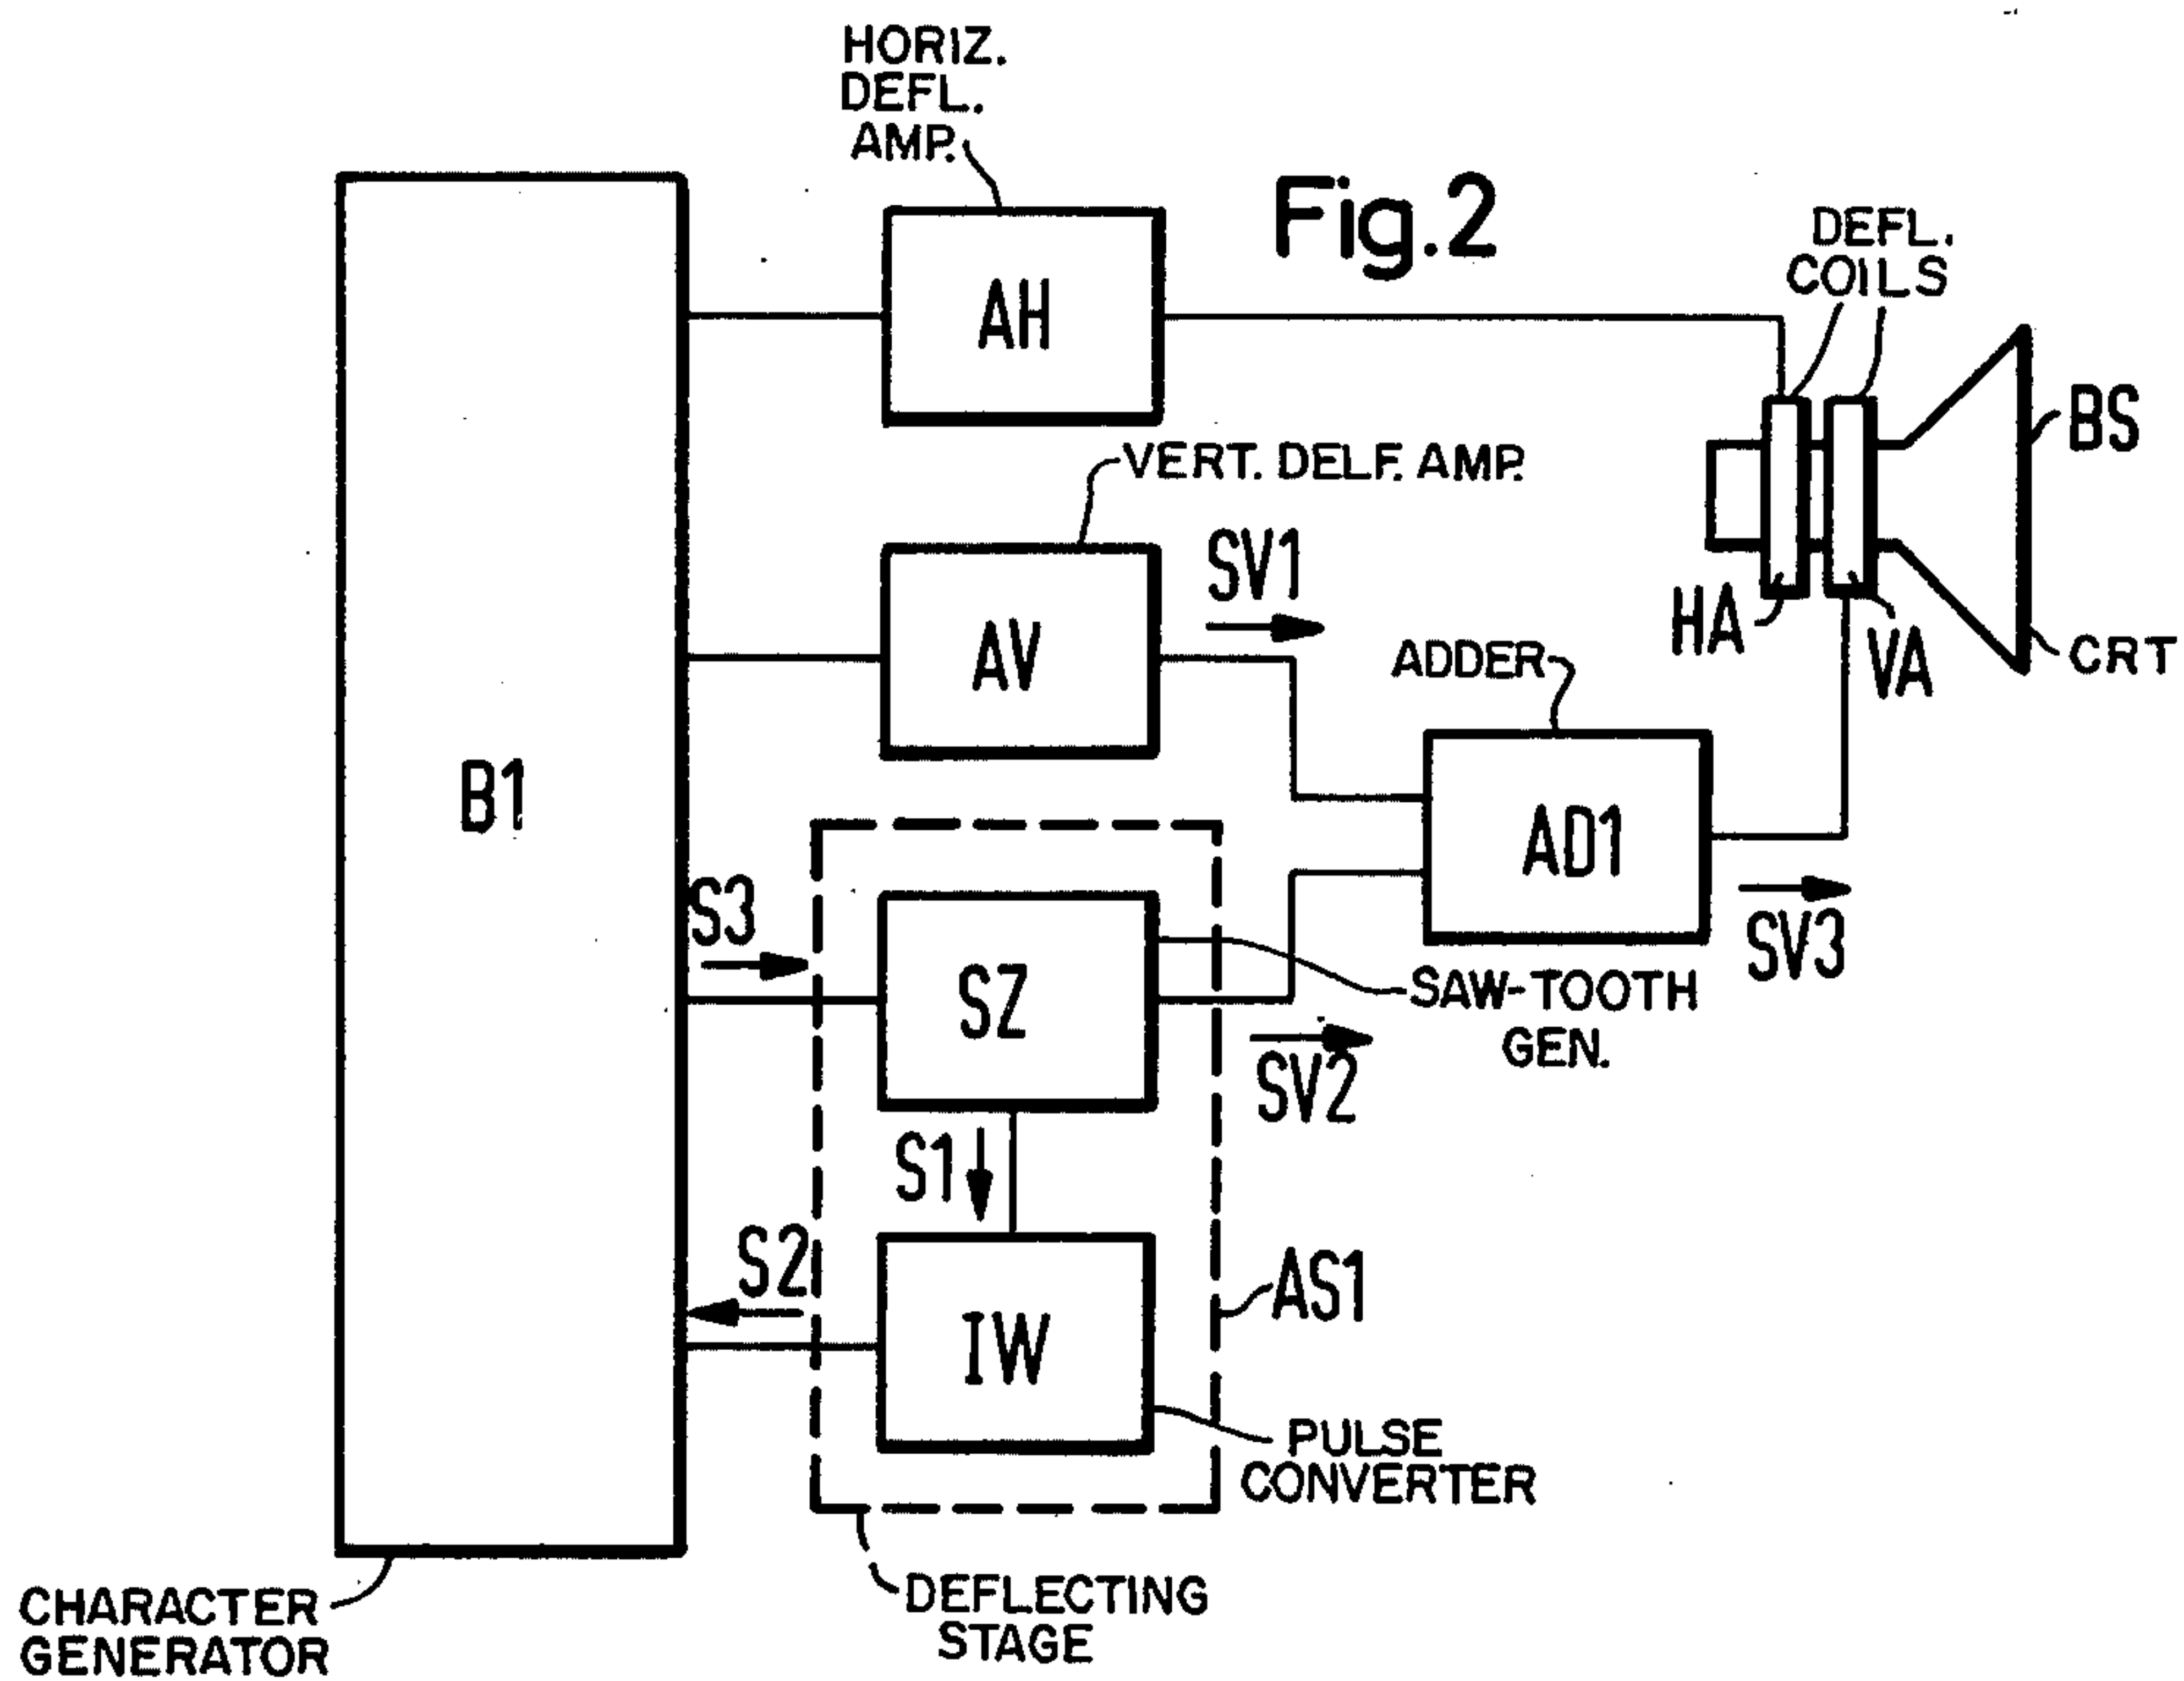 HORIZ.
DEFL.
AMP.
Fig.2
DEFL.
COILS
AH
BS
VERT. DELF. AMP.
SV1
HA
VA
CRT
AV
ADDER
B1
AD1
S3
SV3
SZ
SAW-TOOTH
GEN.
SV2
S1
S2
AS1
IW
PULSE
CONVERTER
CHARACTER
GENERATOR
DEFLECTING
STAGE